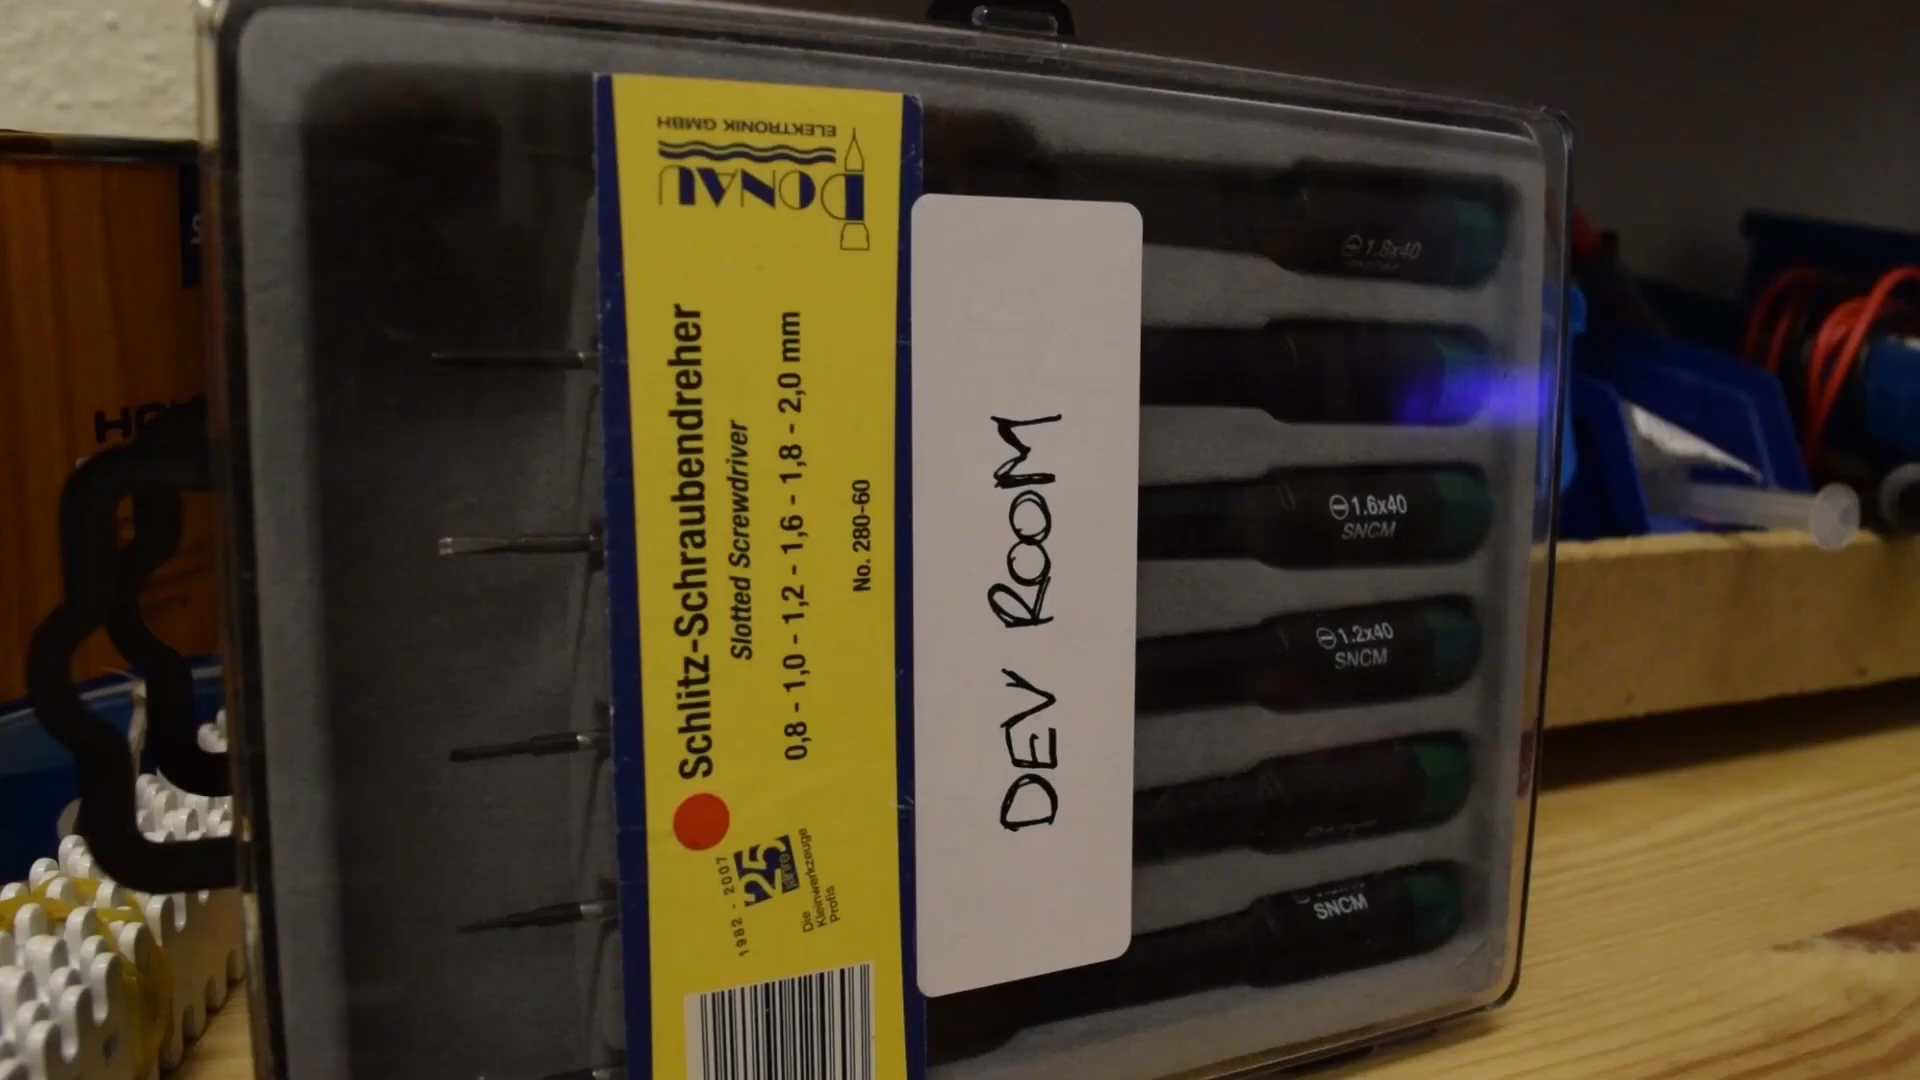 DONAU
ELEKTRONIK GMBH
Schlitz-Schraubendreher
Slotted Screwdriver
0,8 - 1,0 - 1,2 - 1,6 - 1,8 - 2,0 mm
No. 280-60
1982 - 2007
25
Jahre
Die
Kleinwerkzeuge
Profis
DEV ROOM
1.8x40
1.6x40
SNCM
1.2x40
SNCM
SNCM